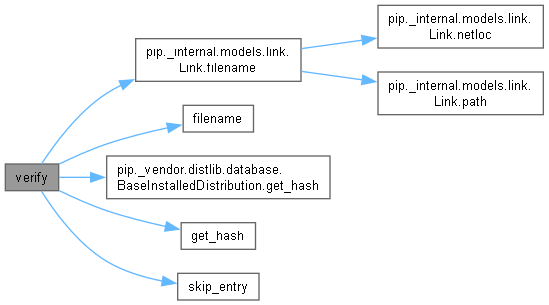 verify
pip._internal.models.link.
Link.filename
pip._internal.models.link.
Link.netloc
pip._internal.models.link.
Link.path
filename
pip._vendor.distlib.database.
BaseInstalledDistribution.get_hash
get_hash
skip_entry